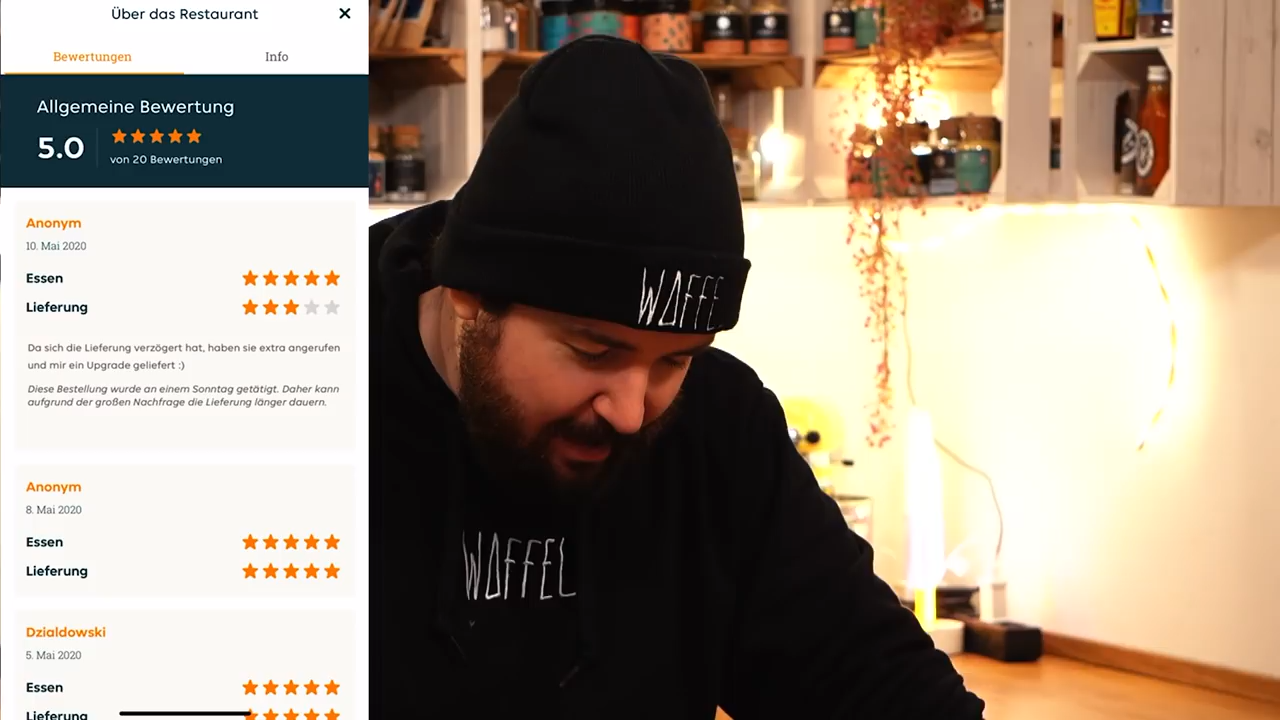 Über das Restaurant
Bewertungen
Info
Allgemeine Bewertung
5.0
von 20 Bewertungen
Anonym
10. Mai 2020
Essen
Lieferung
Da sich die Lieferung verzögert hat, haben sie extra angerufen
und mir ein Upgrade geliefert :)
Diese Bestellung wurde an einem Sonntag getätigt. Daher kann
aufgrund der großen Nachfrage die Lieferung länger dauern.
Anonym
8. Mai 2020
Essen
Lieferung
Dzialdowski
5. Mai 2020
Essen
Lieferung
WAFFE
WAFFEL